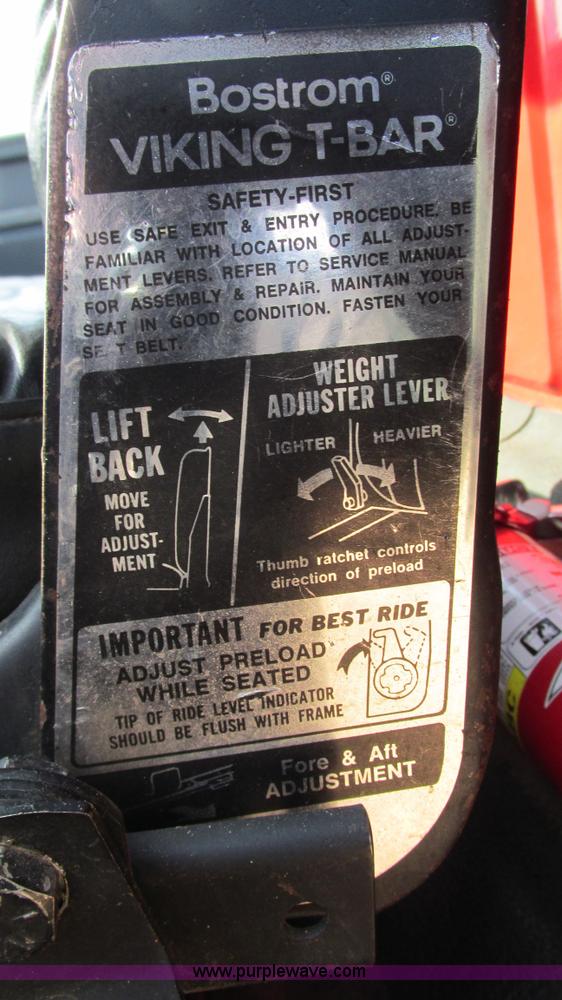 Bostrom®
VIKING T-BAR®
SAFETY-FIRST
USE SAFE EXIT & ENTRY PROCEDURE. BE
FAMILIAR WITH LOCATION OF ALL ADJUST-
MENT LEVERS. REFER TO SERVICE MANUAL
FOR ASSEMBLY & REPAIR. MAINTAIN YOUR
SEAT IN GOOD CONDITION. FASTEN YOUR
SE T BELT.
LIFT
BACK
MOVE
FOR
ADJUST-
MENT
WEIGHT
ADJUSTER LEVER
LIGHTER HEAVIER
Thumb ratchet controls
direction of preload
IMPORTANT FOR BEST RIDE
ADJUST PRELOAD
WHILE SEATED
TIP OF RIDE LEVEL INDICATOR
SHOULD BE FLUSH WITH FRAME
Fore & Aft
ADJUSTMENT
www.purplewave.com